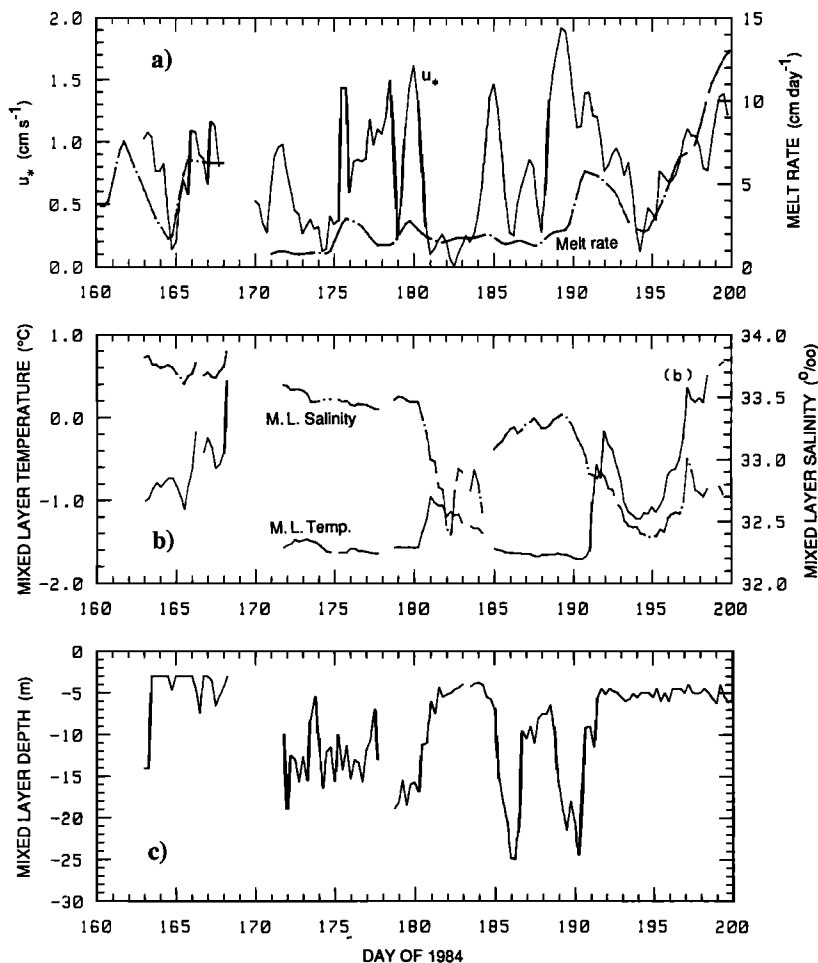 a)
2.0
1.5
1.0
0.5
0.0
u* (cm s-1)
u*
Melt rate
15
10
5
0
MELT RATE (cm day-1)
160 165 170 175 180 185 190 195 200
1.0
0.0
-1.0
-2.0
MIXED LAYER TEMPERATURE (°C)
M.L. Salinity
M.L. Temp.
(b)
b)
34.0
33.5
33.0
32.5
32.0
MIXED LAYER SALINITY (o/oo)
160 165 170 175 180 185 190 195 200
0
-5
-10
-15
-20
-25
-30
MIXED LAYER DEPTH (m)
c)
160 165 170 175 180 185 190 195 200
DAY OF 1984